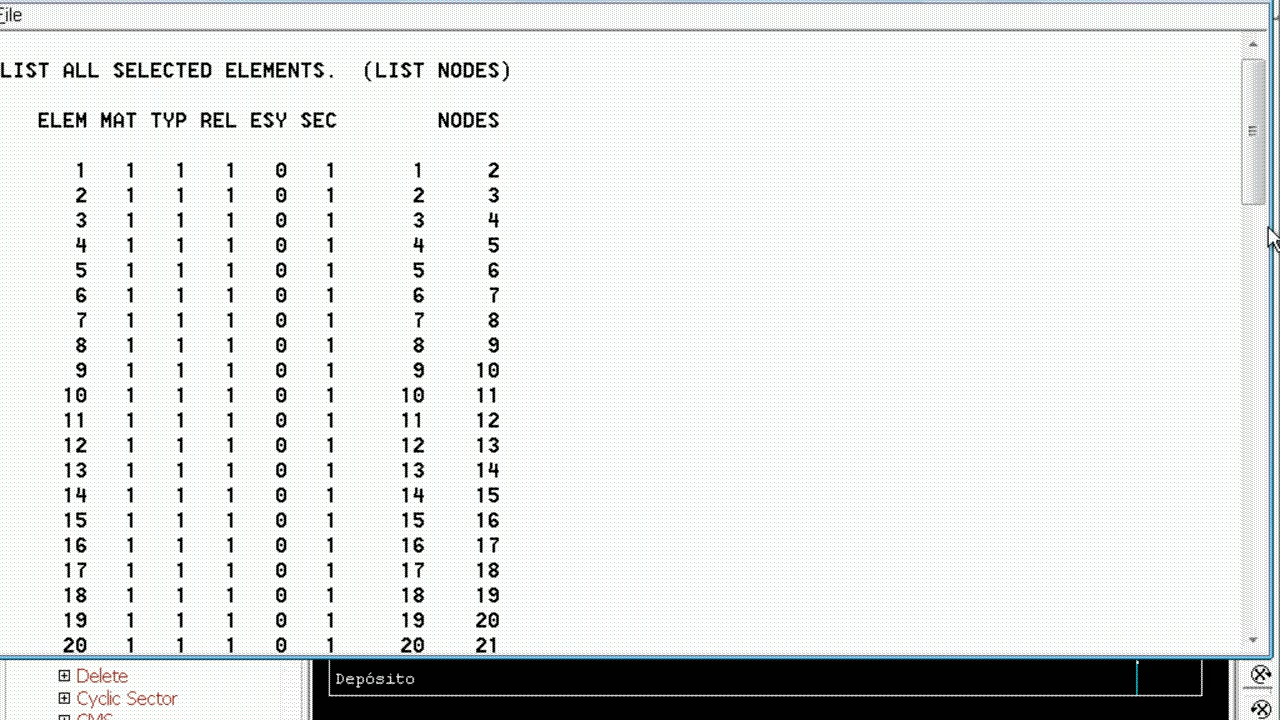 File
LIST ALL SELECTED ELEMENTS. (LIST NODES)
ELEM MAT TYP REL ESY SEC NODES
1 1 1 1 0 1 1 2
2 1 1 1 0 1 2 3
3 1 1 1 0 1 3 4
4 1 1 1 0 1 4 5
5 1 1 1 0 1 5 6
6 1 1 1 0 1 6 7
7 1 1 1 0 1 7 8
8 1 1 1 0 1 8 9
9 1 1 1 0 1 9 10
10 1 1 1 0 1 10 11
11 1 1 1 0 1 11 12
12 1 1 1 0 1 12 13
13 1 1 1 0 1 13 14
14 1 1 1 0 1 14 15
15 1 1 1 0 1 15 16
16 1 1 1 0 1 16 17
17 1 1 1 0 1 17 18
18 1 1 1 0 1 18 19
19 1 1 1 0 1 19 20
20 1 1 1 0 1 20 21
Delete
Cyclic Sector
CMS
Depósito